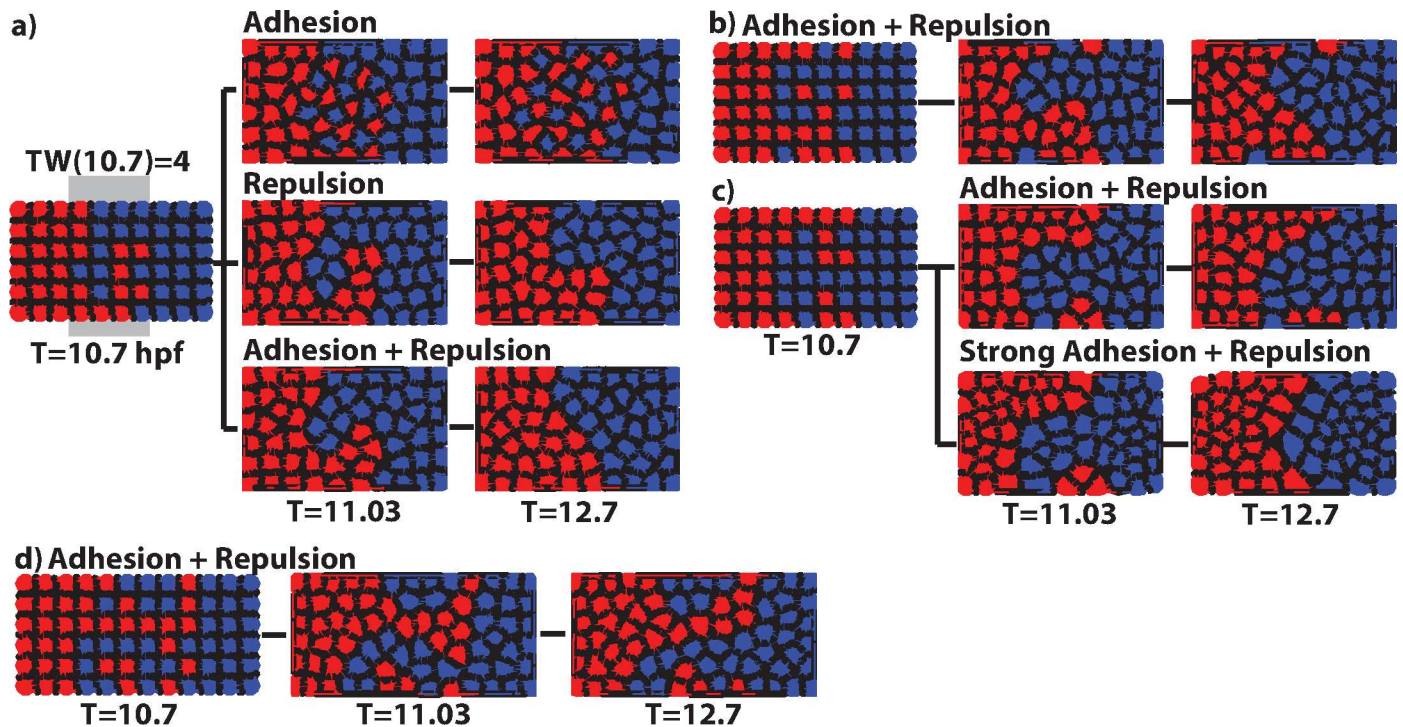 a)
Adhesion
TW(10.7)=4
T=10.7 hpf
Repulsion
Adhesion + Repulsion
T=11.03
T=12.7
b) Adhesion + Repulsion
c)
Adhesion + Repulsion
T=10.7
Strong Adhesion + Repulsion
T=11.03
T=12.7
d) Adhesion + Repulsion
T=10.7
T=11.03
T=12.7